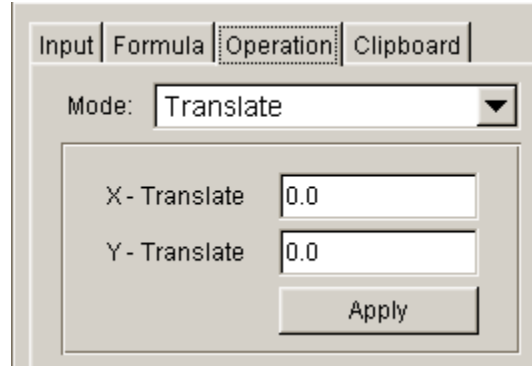 Input Formula Operation Clipboard
Mode: Translate
X - Translate 0.0
Y - Translate 0.0
Apply